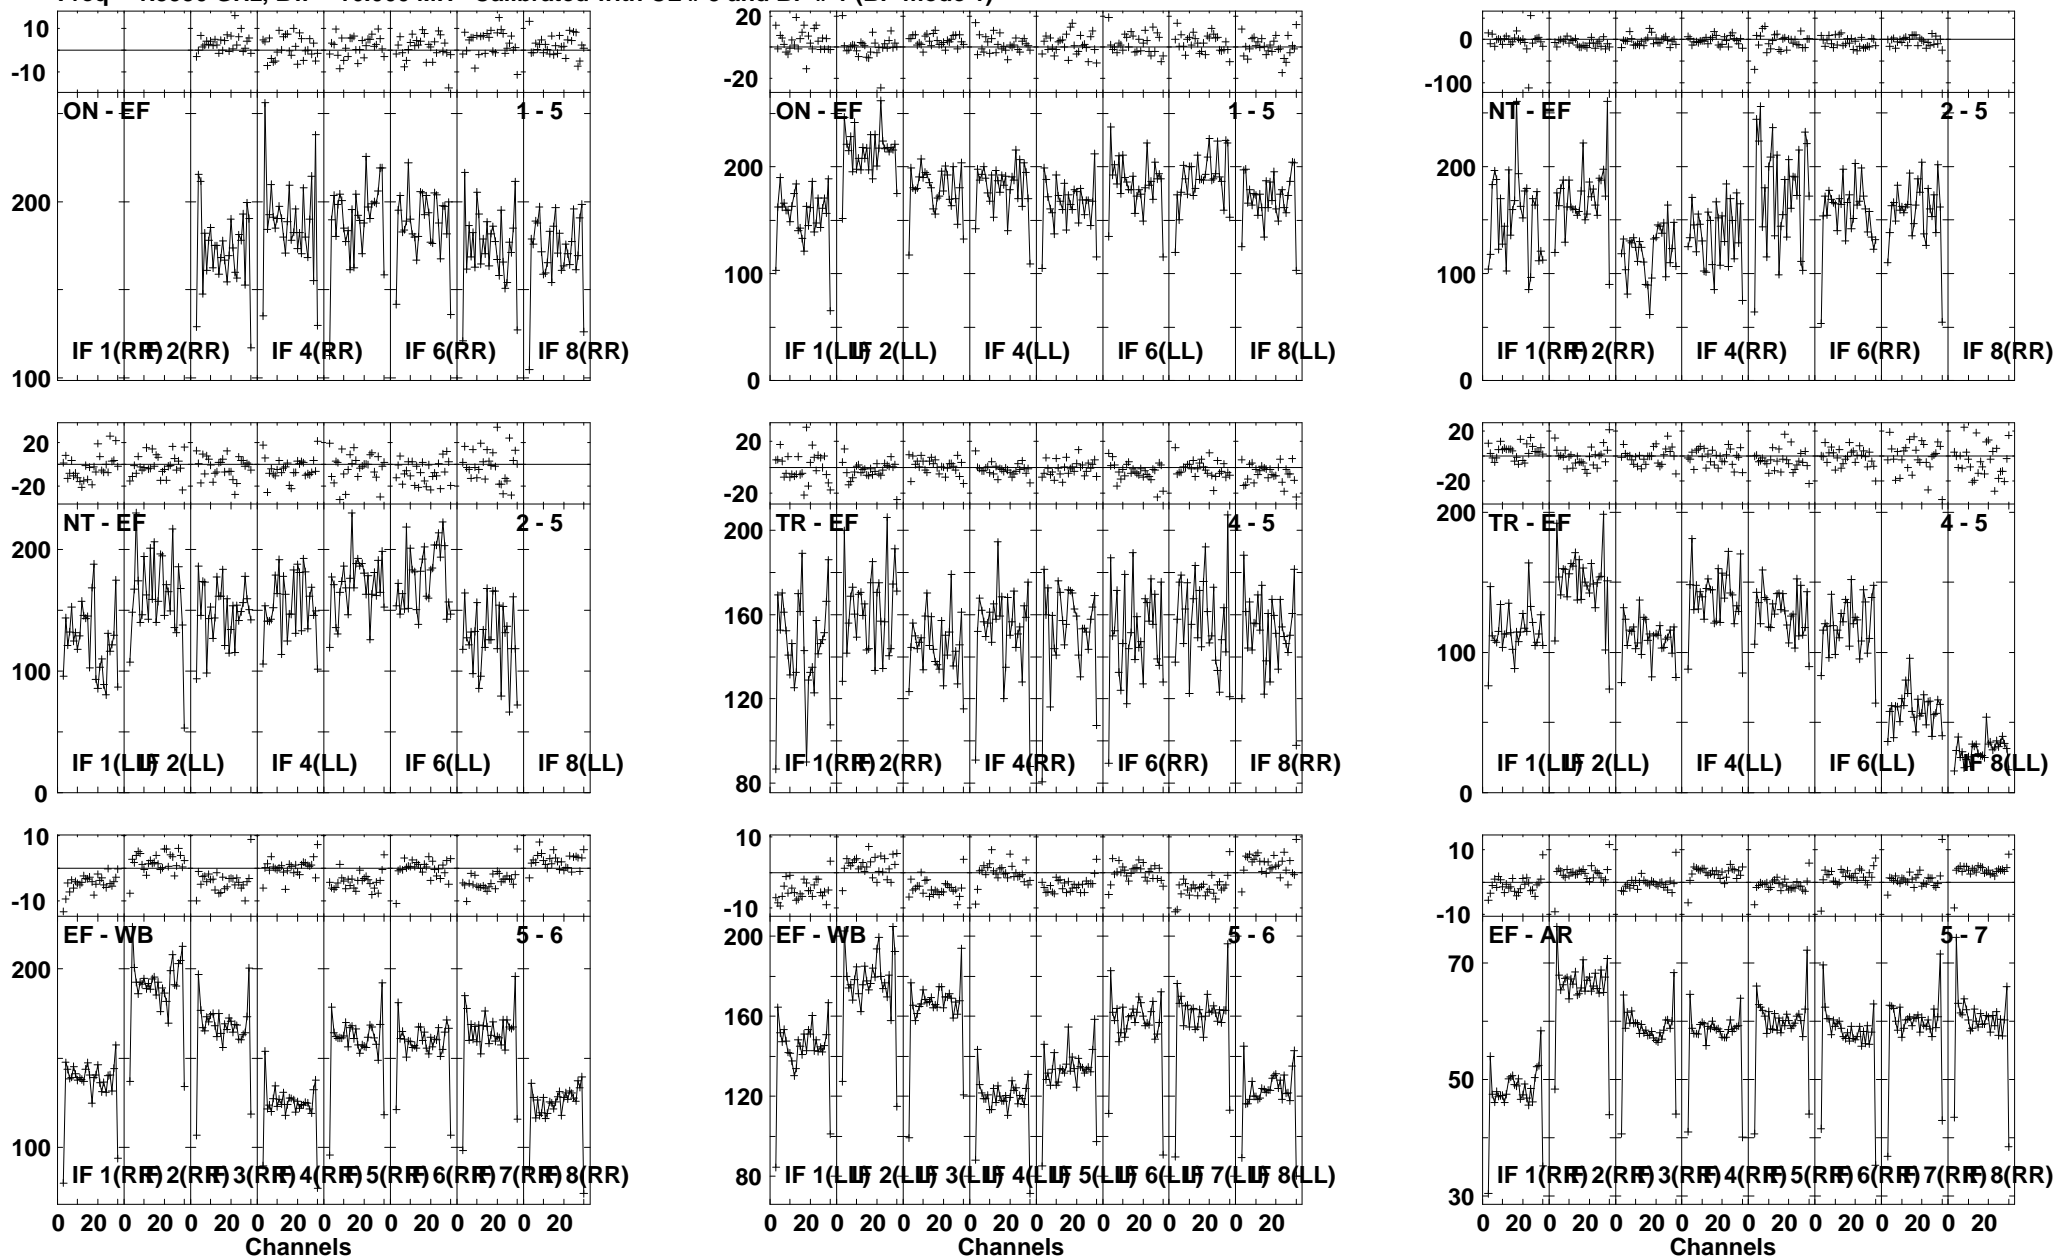 10
-10
ON - EF 1 - 5
200
100
IF 1(RR) IF 2(RR) IF 4(RR) IF 6(RR) IF 8(RR)
20
-20
ON - EF 1 - 5
200
100
0
IF 1(LL) IF 2(LL) IF 4(LL) IF 6(LL) IF 8(LL)
0
-100
NT - EF 2 - 5
200
100
0
IF 1(RR) IF 2(RR) IF 4(RR) IF 6(RR) IF 8(RR)
20
-20
NT - EF 2 - 5
200
100
0
IF 1(LL) IF 2(LL) IF 4(LL) IF 6(LL) IF 8(LL)
20
-20
TR - EF 4 - 5
200
160
120
80
IF 1(RR) IF 2(RR) IF 4(RR) IF 6(RR) IF 8(RR)
20
-20
TR - EF 4 - 5
200
100
0
IF 1(LL) IF 2(LL) IF 4(LL) IF 6(LL) IF 8(LL)
10
-10
EF - WB 5 - 6
200
100
IF 1(RR) IF 2(RR) IF 3(RR) IF 4(RR) IF 5(RR) IF 6(RR) IF 7(RR) IF 8(RR)
0 20 0 20 0 20 0 20 0 20 0 20 0 20 0 20
Channels
10
-10
EF - WB 5 - 6
200
160
120
80
IF 1(LL) IF 2(LL) IF 3(LL) IF 4(LL) IF 5(LL) IF 6(LL) IF 7(LL) IF 8(LL)
0 20 0 20 0 20 0 20 0 20 0 20 0 20 0 20
Channels
10
-10
EF - AR 5 - 7
70
50
30
IF 1(RR) IF 2(RR) IF 3(RR) IF 4(RR) IF 5(RR) IF 6(RR) IF 7(RR) IF 8(RR)
0 20 0 20 0 20 0 20 0 20 0 20 0 20 0 20
Channels